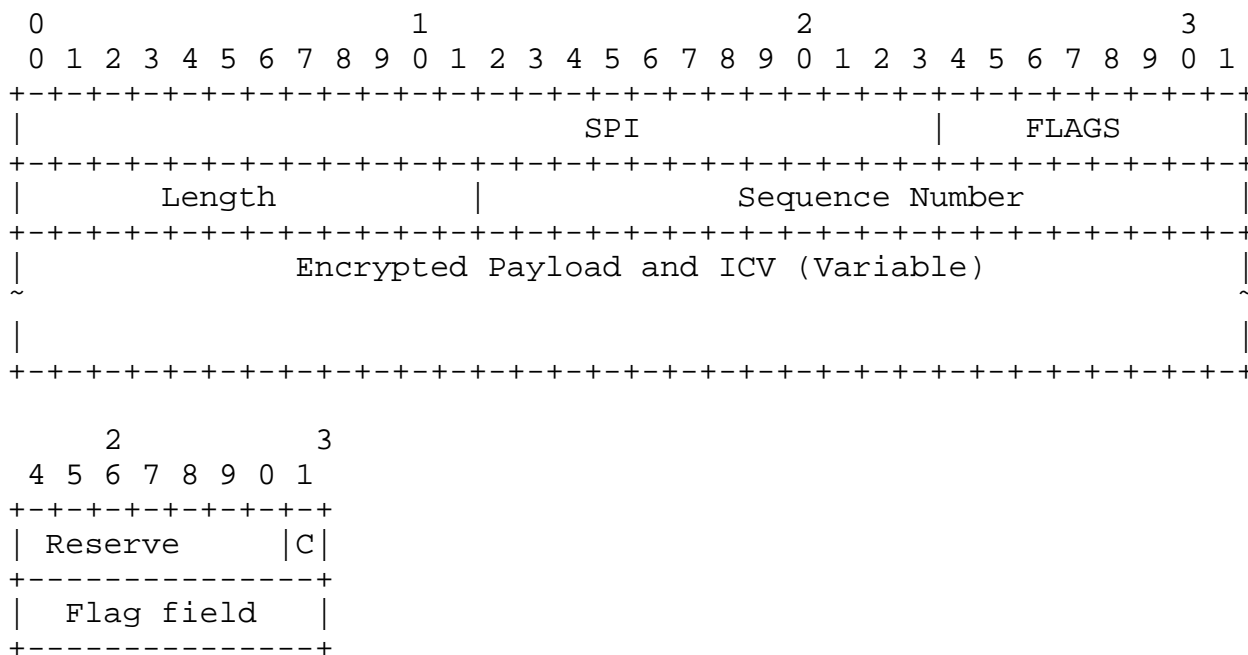 0                   1                   2                   3
 0 1 2 3 4 5 6 7 8 9 0 1 2 3 4 5 6 7 8 9 0 1 2 3 4 5 6 7 8 9 0 1
+-+-+-+-+-+-+-+-+-+-+-+-+-+-+-+-+-+-+-+-+-+-+-+-+-+-+-+-+-+-+-+-+
|                             SPI               |    FLAGS      |
+-+-+-+-+-+-+-+-+-+-+-+-+-+-+-+-+-+-+-+-+-+-+-+-+-+-+-+-+-+-+-+-+
|       Length          |             Sequence Number           |
+-+-+-+-+-+-+-+-+-+-+-+-+-+-+-+-+-+-+-+-+-+-+-+-+-+-+-+-+-+-+-+-+
|              Encrypted Payload and ICV (Variable)             |
~                                                               ~
|                                                               |
+-+-+-+-+-+-+-+-+-+-+-+-+-+-+-+-+-+-+-+-+-+-+-+-+-+-+-+-+-+-+-+-+

     2          3
 4 5 6 7 8 9 0 1
+-+-+-+-+-+-+-+-+
| Reserve     |C|
+---------------+
|  Flag field   |
+---------------+